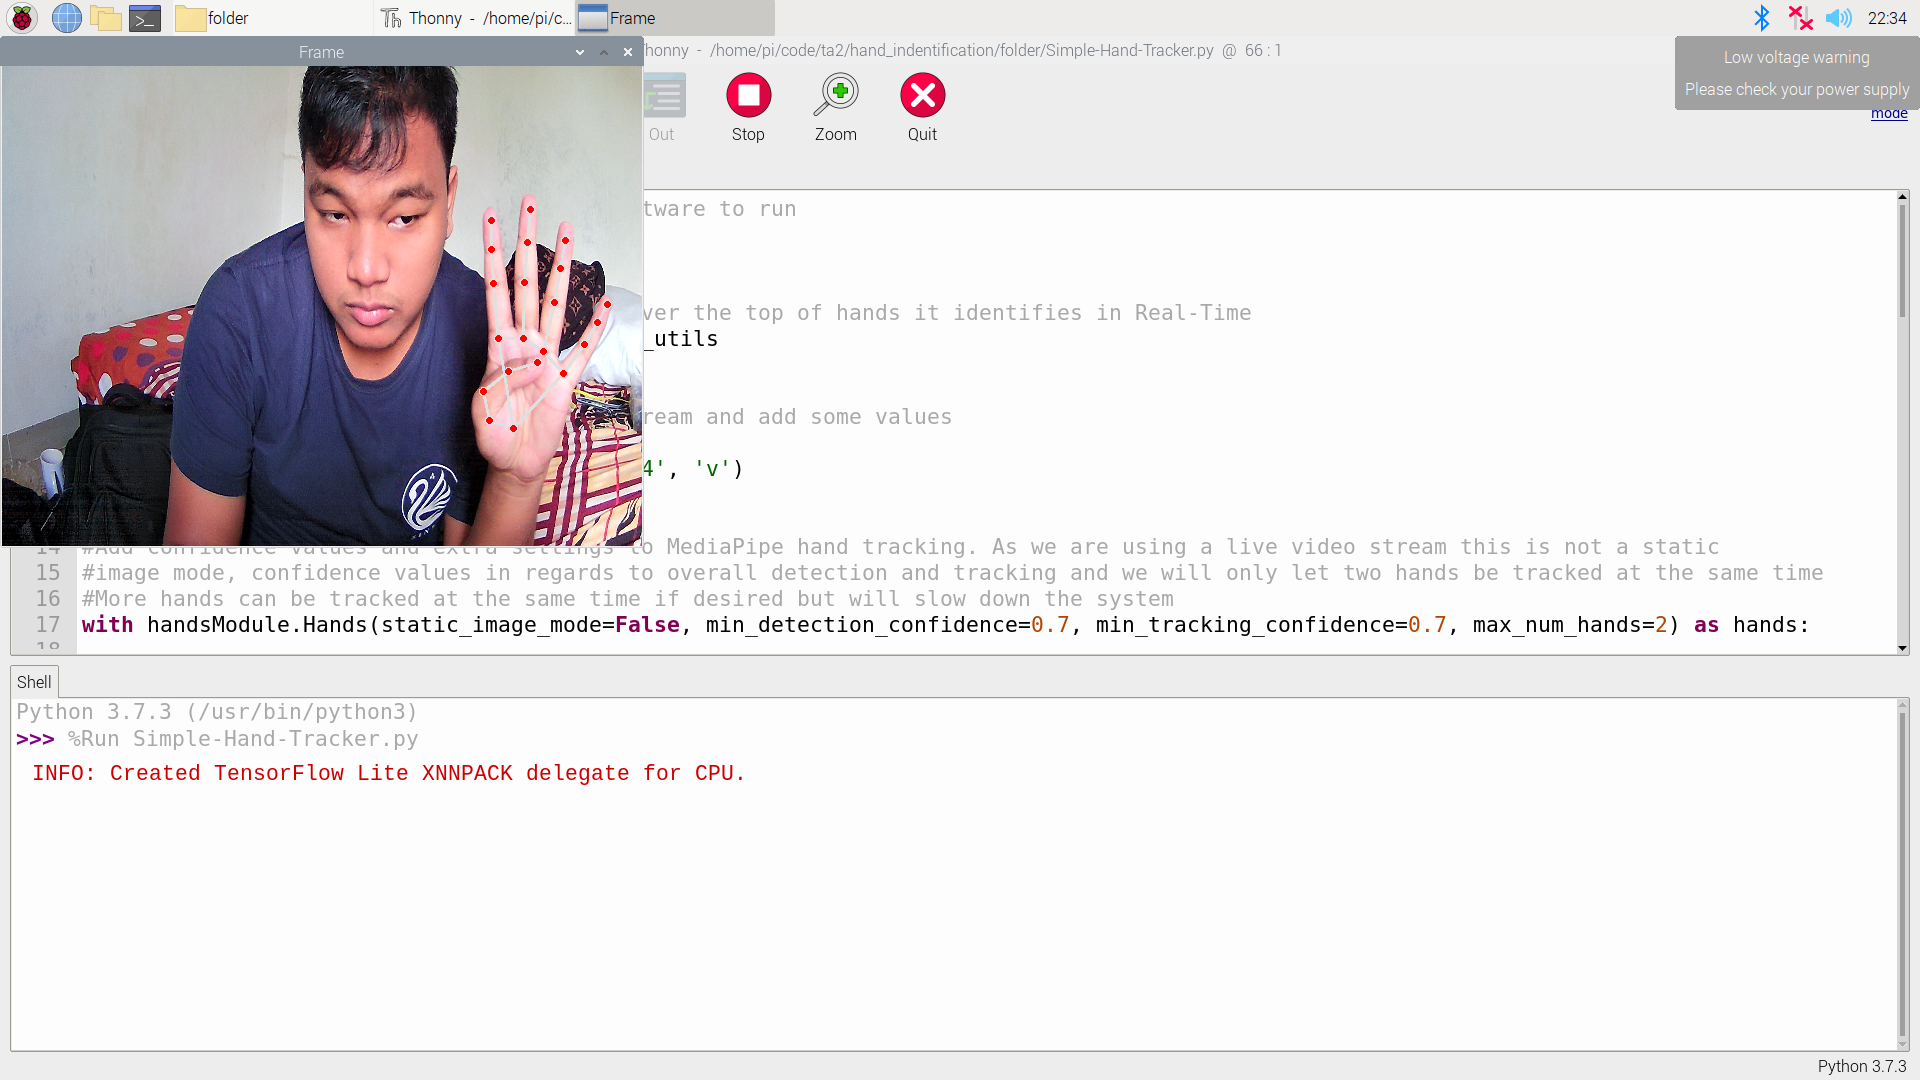 folder
Thonny - /home/pi/c...
Frame
22:34
Frame
Thonny - /home/pi/code/ta2/hand_indentification/folder/Simple-Hand-Tracker.py @ 66 : 1
Low voltage warning
Please check your power supply
mode
Out
Stop
Zoom
Quit
tware to run
ver the top of hands it identifies in Real-Time
_utils
ream and add some values
4', 'v')
14 #Add confidence values and extra settings to MediaPipe hand tracking. As we are using a live video stream this is not a static
15 #image mode, confidence values in regards to overall detection and tracking and we will only let two hands be tracked at the same time
16 #More hands can be tracked at the same time if desired but will slow down the system
17 with handsModule.Hands(static_image_mode=False, min_detection_confidence=0.7, min_tracking_confidence=0.7, max_num_hands=2) as hands:
18
Shell
Python 3.7.3 (/usr/bin/python3)
>>> %Run Simple-Hand-Tracker.py
INFO: Created TensorFlow Lite XNNPACK delegate for CPU.
Python 3.7.3